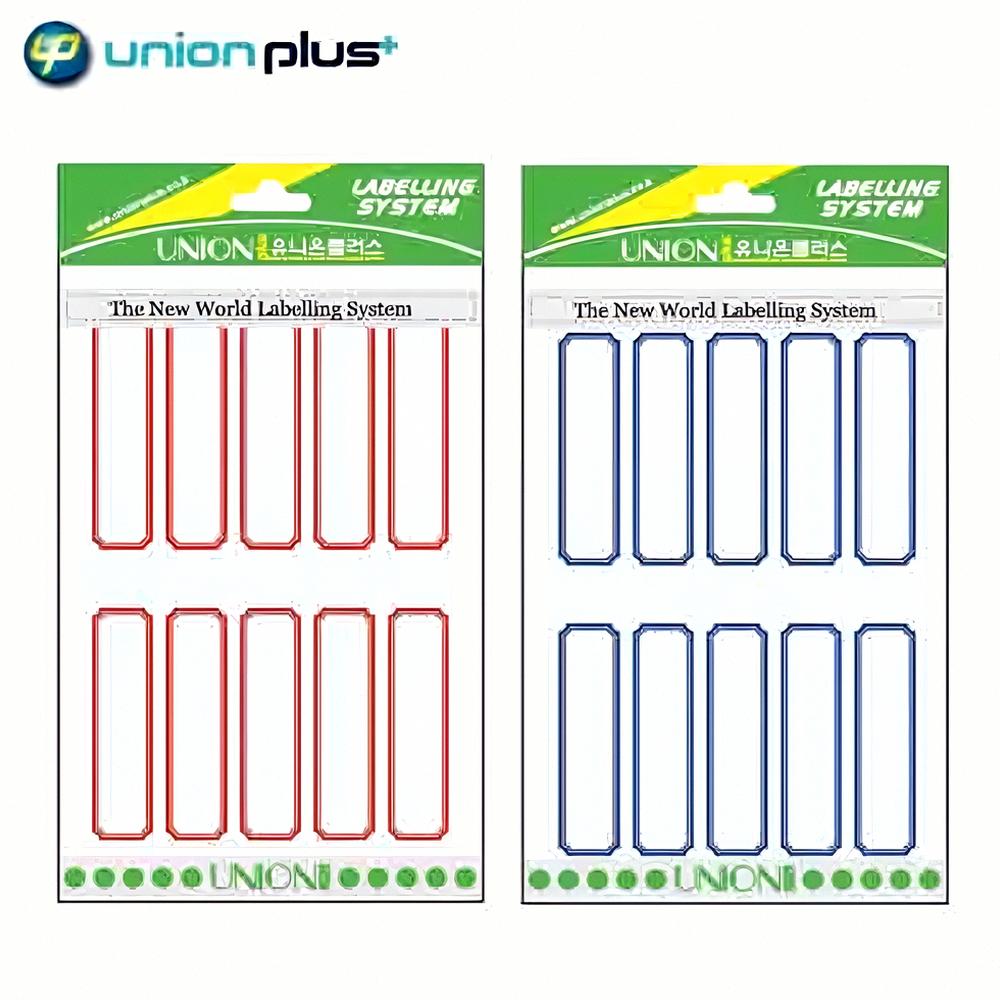 union plus+
LABELLING
SYSTEM
UNION 유니온플러스
The New World Labelling System
UNION
LABELLING
SYSTEM
UNION 유니온플러스
The New World Labelling System
UNION